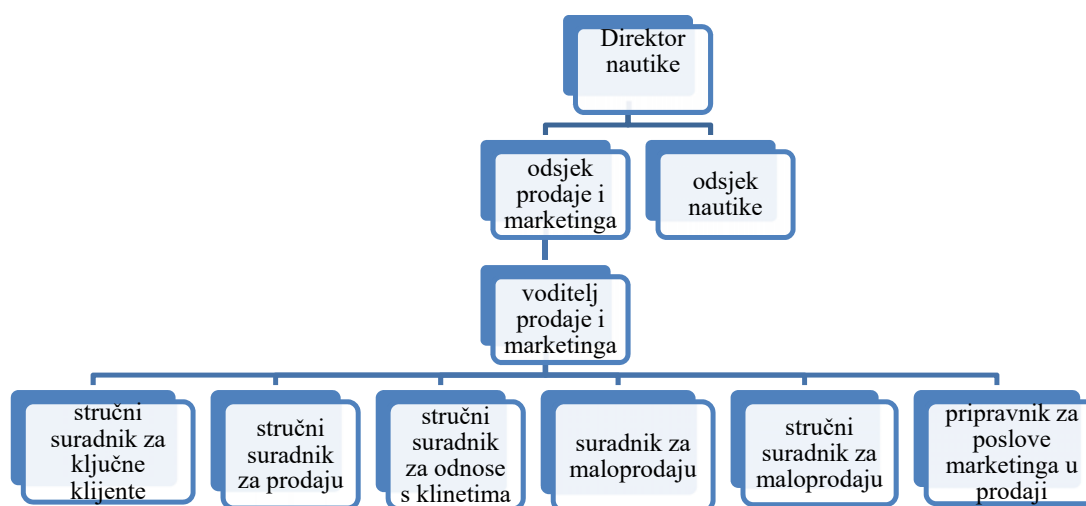 Direktor
nautike
odsjek
prodaje i
marketinga
odsjek
nautike
voditelj
prodaje i
marketinga
stručni
suradnik za
ključne
klijente
stručni
suradnik
za prodaju
stručni
suradnik
za odnose
s klinetima
suradnik za
maloprodaju
stručni
suradnik za
maloprodaju
pripravnik za
poslove
marketinga u
prodaji